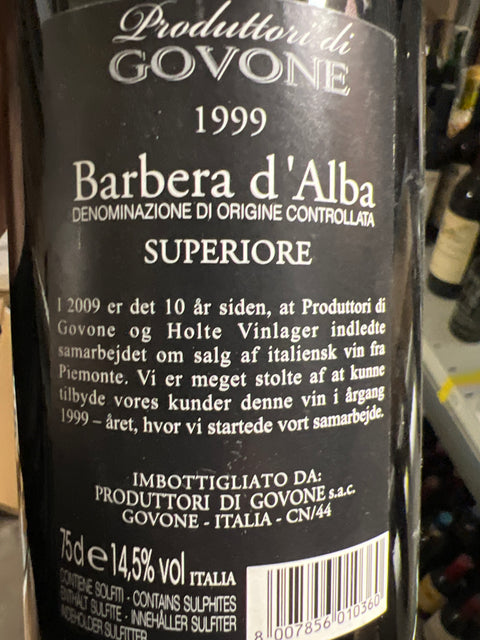 Produttori di
GOVONE
1999
Barbera d'Alba
DENOMINAZIONE DI ORIGINE CONTROLLATA
SUPERIORE
I 2009 er det 10 år siden, at Produttori di
Govone og Holte Vinlager indledte
samarbejdet om salg af italiensk vin fra
Piemonte. Vi er meget stolte af at kunne
tilbyde vores kunder denne vin i årgang
1999 – året, hvor vi startede vort samarbejde.
IMBOTTIGLIATO DA:
PRODUTTORI DI GOVONE s.a.c.
GOVONE - ITALIA - CN/44
75cl e 14,5% vol ITALIA
CONTIENE SOLFITI - CONTAINS SULPHITES
ENTHÄLT SULFITE - INNEHÅLLER SULFITER
INDEHOLDER SULFITTER
8 007856 010360